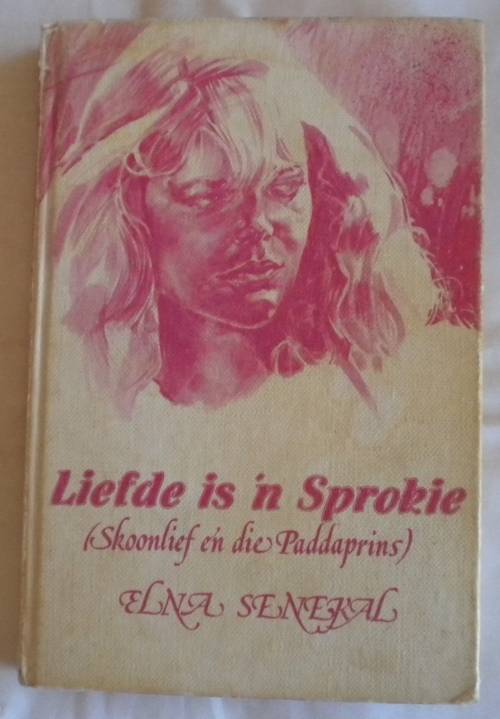 Liefde is 'n Sprokie
(Skoonlief en die Paddaprins)
ELNA SENEKAL